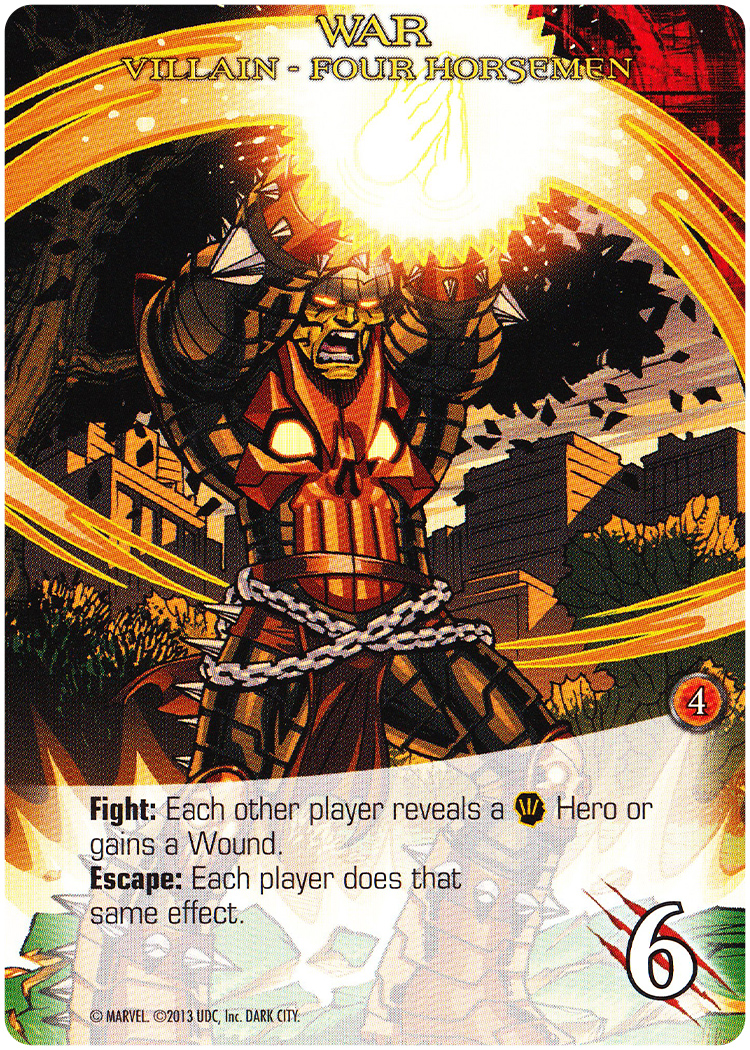 WAR
VILLAIN - FOUR HORSEMEN
4
Fight: Each other player reveals a Hero or
gains a Wound.
Escape: Each player does that
same effect.
6
© MARVEL. ©2013 UDC, Inc. DARK CITY.